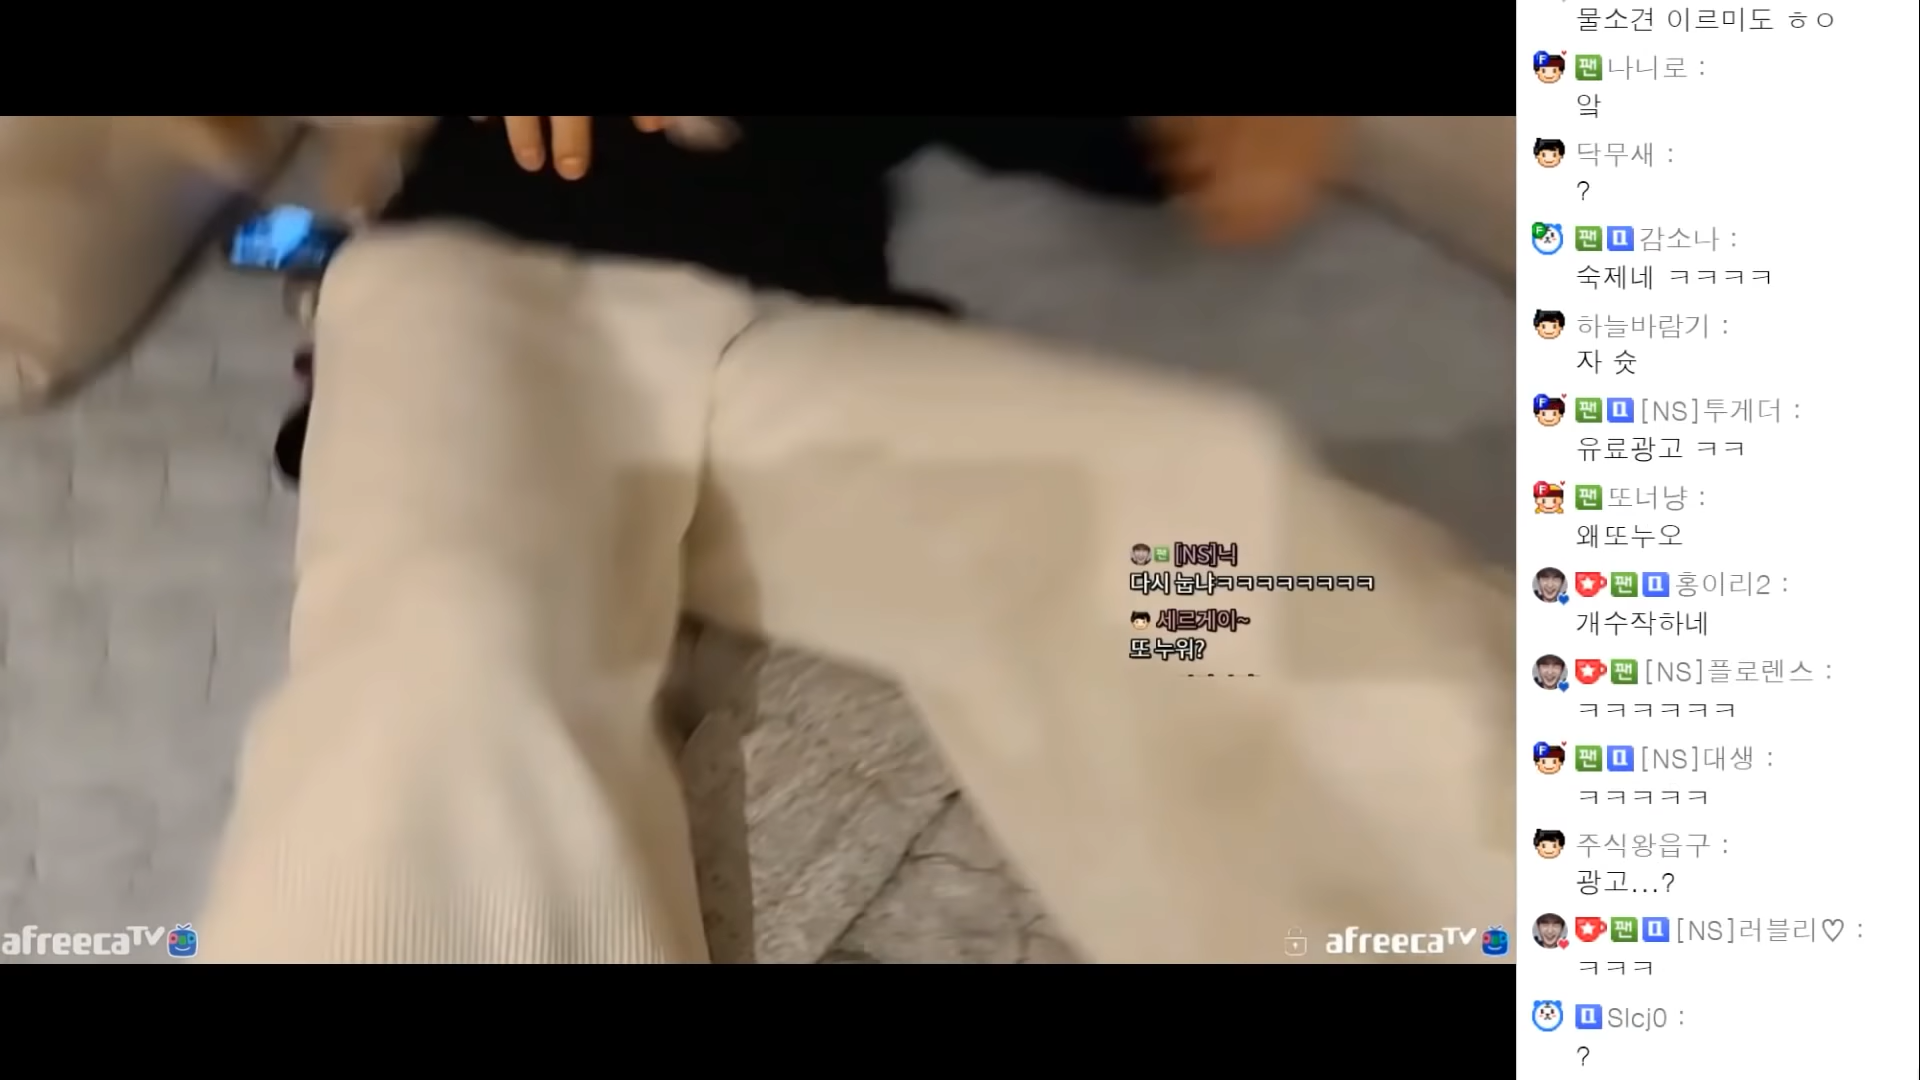 물소견 이르미도 ㅎㅇ
팬 나니로 :
앜
닥무새 :
?
팬 감소나 :
숙제네 ㅋㅋㅋㅋ
하늘바람기 :
자 슛
팬 [NS]투게더 :
유료광고 ㅋㅋ
팬 또너냥 :
왜또누오
팬 홍이리2 :
개수작하네
팬 [NS]플로렌스 :
ㅋㅋㅋㅋㅋㅋ
팬 [NS]대생 :
ㅋㅋㅋㅋㅋ
주식왕읍구 :
광고...?
팬 [NS]러블리♡ :
ㅋㅋㅋ
Slcj0 :
?
팬 [NS]닉
다시 눕냐ㅋㅋㅋㅋㅋㅋㅋㅋ
세르게이~
또 누워?
afreecaTV
afreecaTV